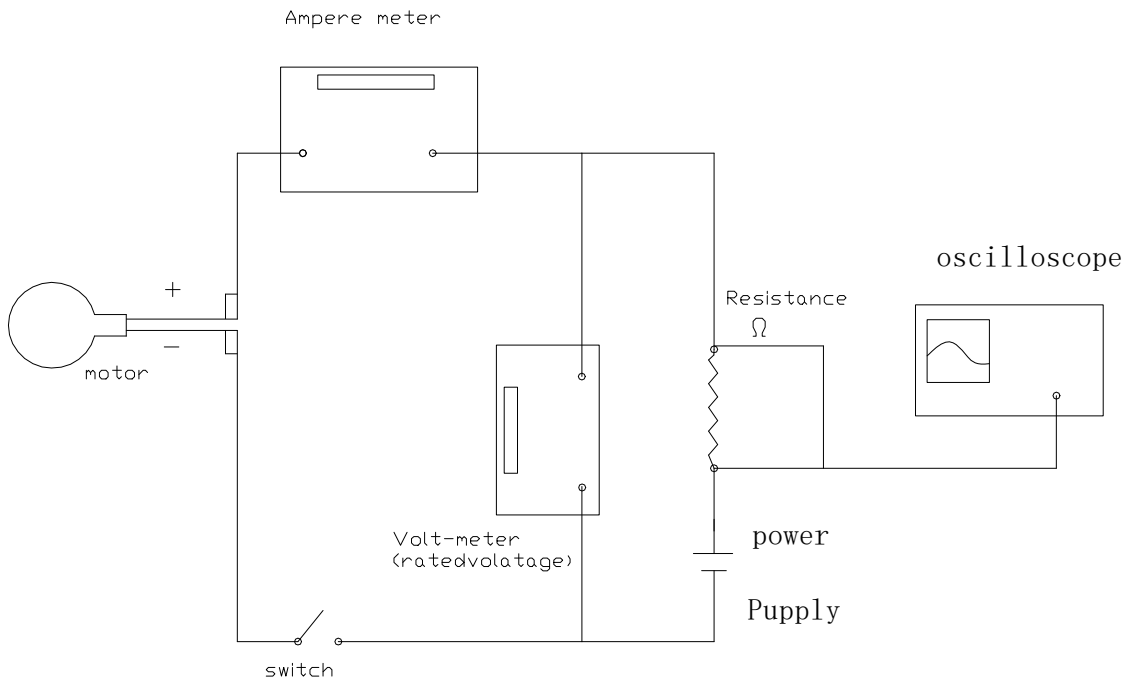 Ampere meter
oscilloscope
+
Resistance
Ω
−
motor
Volt-meter
(ratedvolatage)
power
Pupply
switch